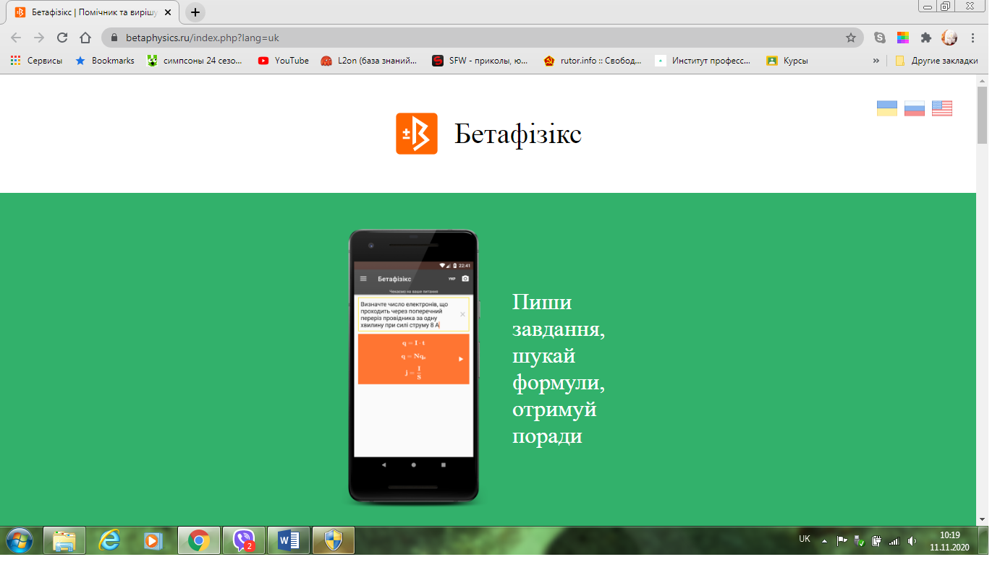 Бетафізікс | Помічник та вирішу
betaphysics.ru/index.php?lang=uk
Сервисы
Bookmarks
симпсоны 24 сезо...
YouTube
L2on (база знаний...
SFW - приколы, ю...
rutor.info :: Свобод...
Институт професс...
Курсы
»
Другие закладки
±β Бетафізікс
22:41
Бетафізікс
УКР
Чекаємо на ваше питання
Визначте число електронів, що
проходить через поперечний
переріз провідника за одну
хвилину при силі струму 8 А
q = I · t
q = Nqₑ
j = I/S
Пиши
завдання,
шукай
формули,
отримуй
поради
2
W
UK
10:19
11.11.2020